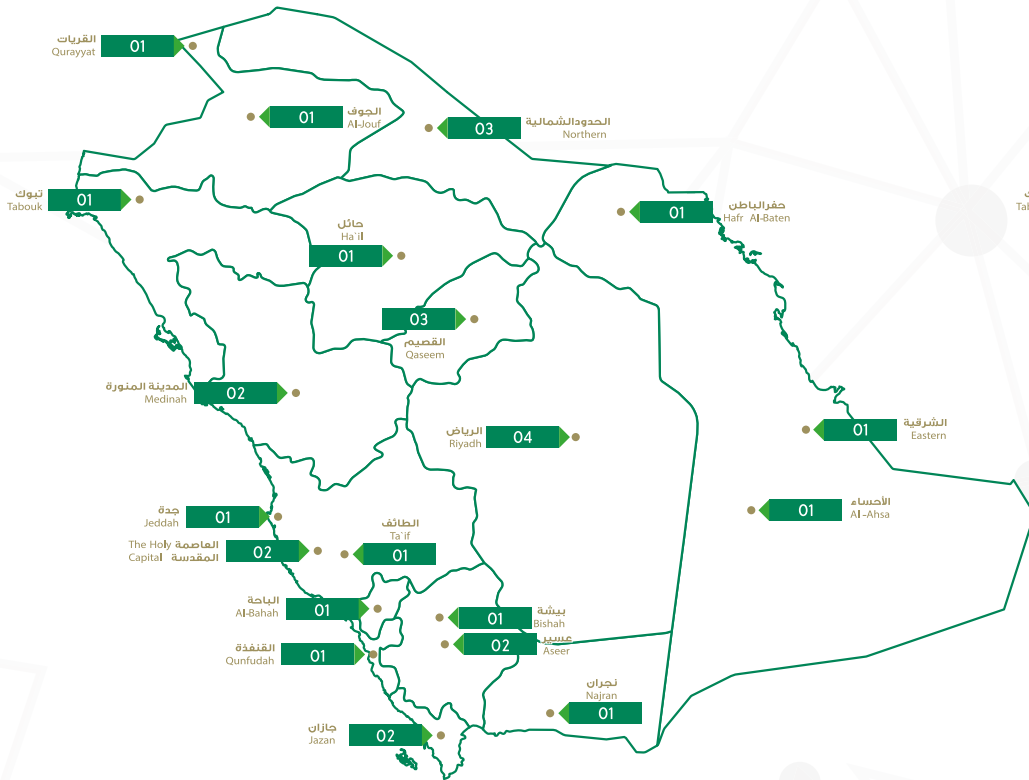 القريات
Qurayyat
01
01
الجوف
Al-Jouf
03
الحدودالشمالية
Northern
تبوك
Tabouk
01
01
حفرالباطن
Hafr Al-Baten
حائل
Ha`il
01
03
القصيم
Qaseem
المدينة المنورة
Medinah
02
الرياض
Riyadh
04
01
الشرقية
Eastern
01
الأحساء
Al-Ahsa
جدة
Jeddah
01
The Holy العاصمة
Capital المقدسة
02
الطائف
Ta`if
01
الباحة
Al-Bahah
01
01
بيشة
Bishah
02
عسير
Aseer
القنفذة
Qunfudah
01
نجران
Najran
01
جازان
Jazan
02